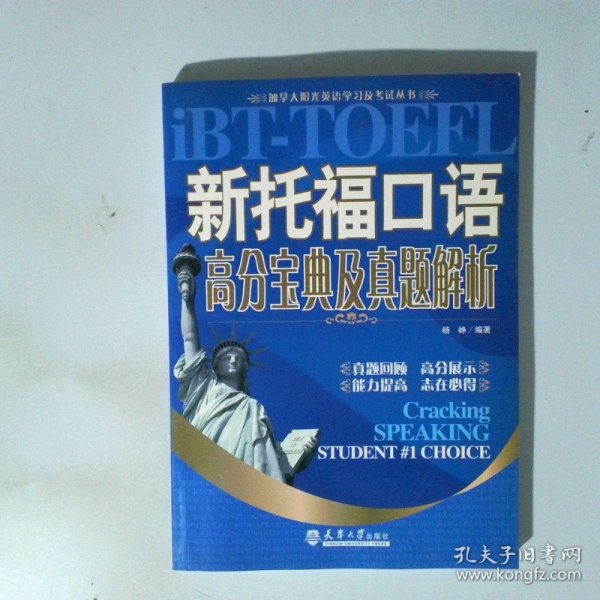 加拿大阳光英语学习及考试丛书
iBT-TOEFL
新托福口语
高分宝典及真题解析
杨 峥/编著
真题回顾 高分展示
能力提高 志在必得
Cracking
SPEAKING
STUDENT #1 CHOICE
天津大学出版社
TIANJIN UNIVERSITY PRESS
孔夫子旧书网
www.kongfz.com